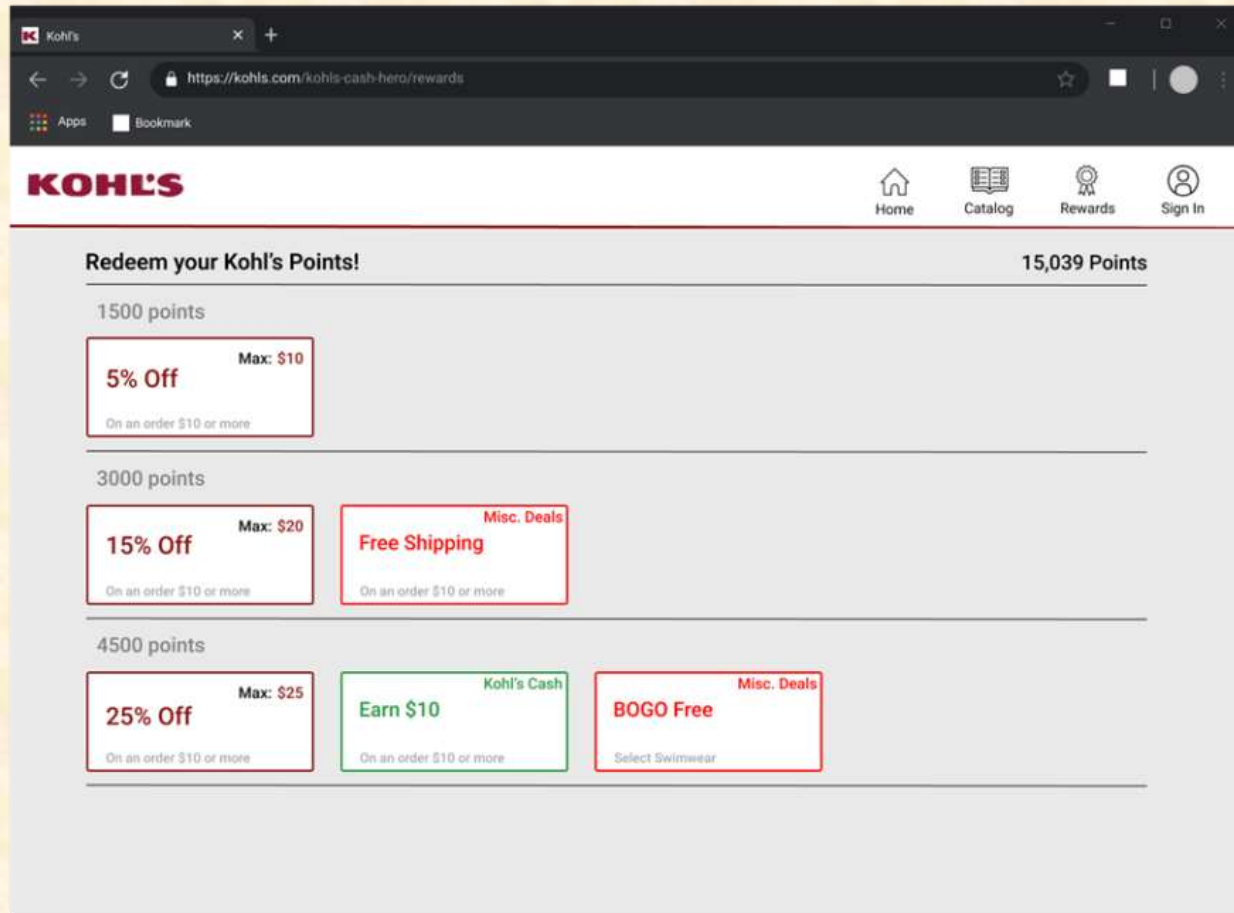 Kohl's
https://kohls.com/kohls-cash-hero/rewards
Apps Bookmark
KOHL'S
Home Catalog Rewards Sign In
Redeem your Kohl's Points! 15,039 Points
1500 points
Max: $10
5% Off
On an order $10 or more
3000 points
Max: $20
15% Off
On an order $10 or more
Misc. Deals
Free Shipping
On an order $10 or more
4500 points
Max: $25
25% Off
On an order $10 or more
Kohl's Cash
Earn $10
On an order $10 or more
Misc. Deals
BOGO Free
Select Swimwear